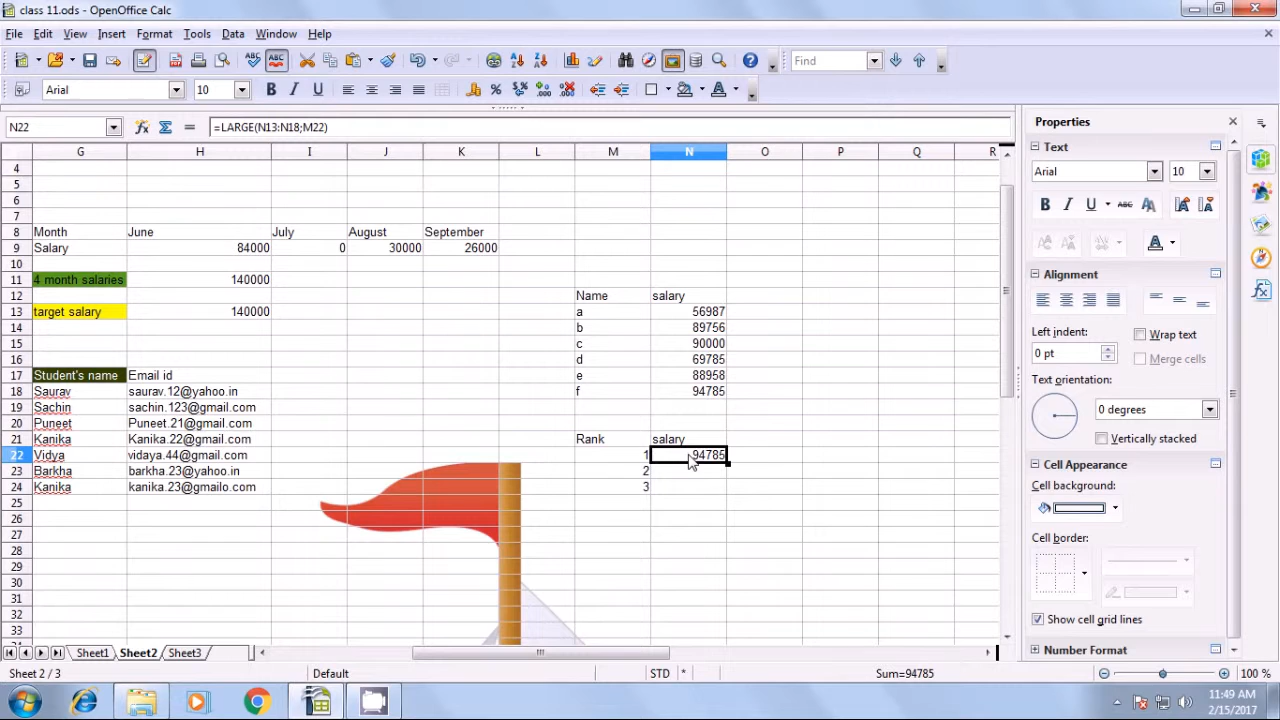 class 11.ods - OpenOffice Calc
File Edit View Insert Format Tools Data Window Help
Find
Arial 10
N22 =LARGE(N13:N18;M22)
G H I J K L M N O P Q R
4
5
6
7
8 Month June July August September
9 Salary 84000 0 30000 26000
10
11 4 month salaries 140000
12 Name salary
13 target salary 140000 a 56987
14 b 89756
15 c 90000
16 d 69785
17 Student's name Email id e 88958
18 Saurav saurav.12@yahoo.in f 94785
19 Sachin sachin.123@gmail.com
20 Puneet Puneet.21@gmail.com
21 Kanika Kanika.22@gmail.com Rank salary
22 Vidya vidaya.44@gmail.com 1 94785
23 Barkha barkha.23@yahoo.in 2
24 Kanika kanika.23@gmailo.com 3
25
26
27
28
29
30
31
32
33
Properties
Text
Arial 10
Alignment
Left indent:
Wrap text
0 pt
Merge cells
Text orientation:
0 degrees
Vertically stacked
Cell Appearance
Cell background:
Cell border:
Show cell grid lines
Number Format
Sheet1 Sheet2 Sheet3
Sheet 2 / 3 Default STD * Sum=94785 100 %
11:49 AM
2/15/2017